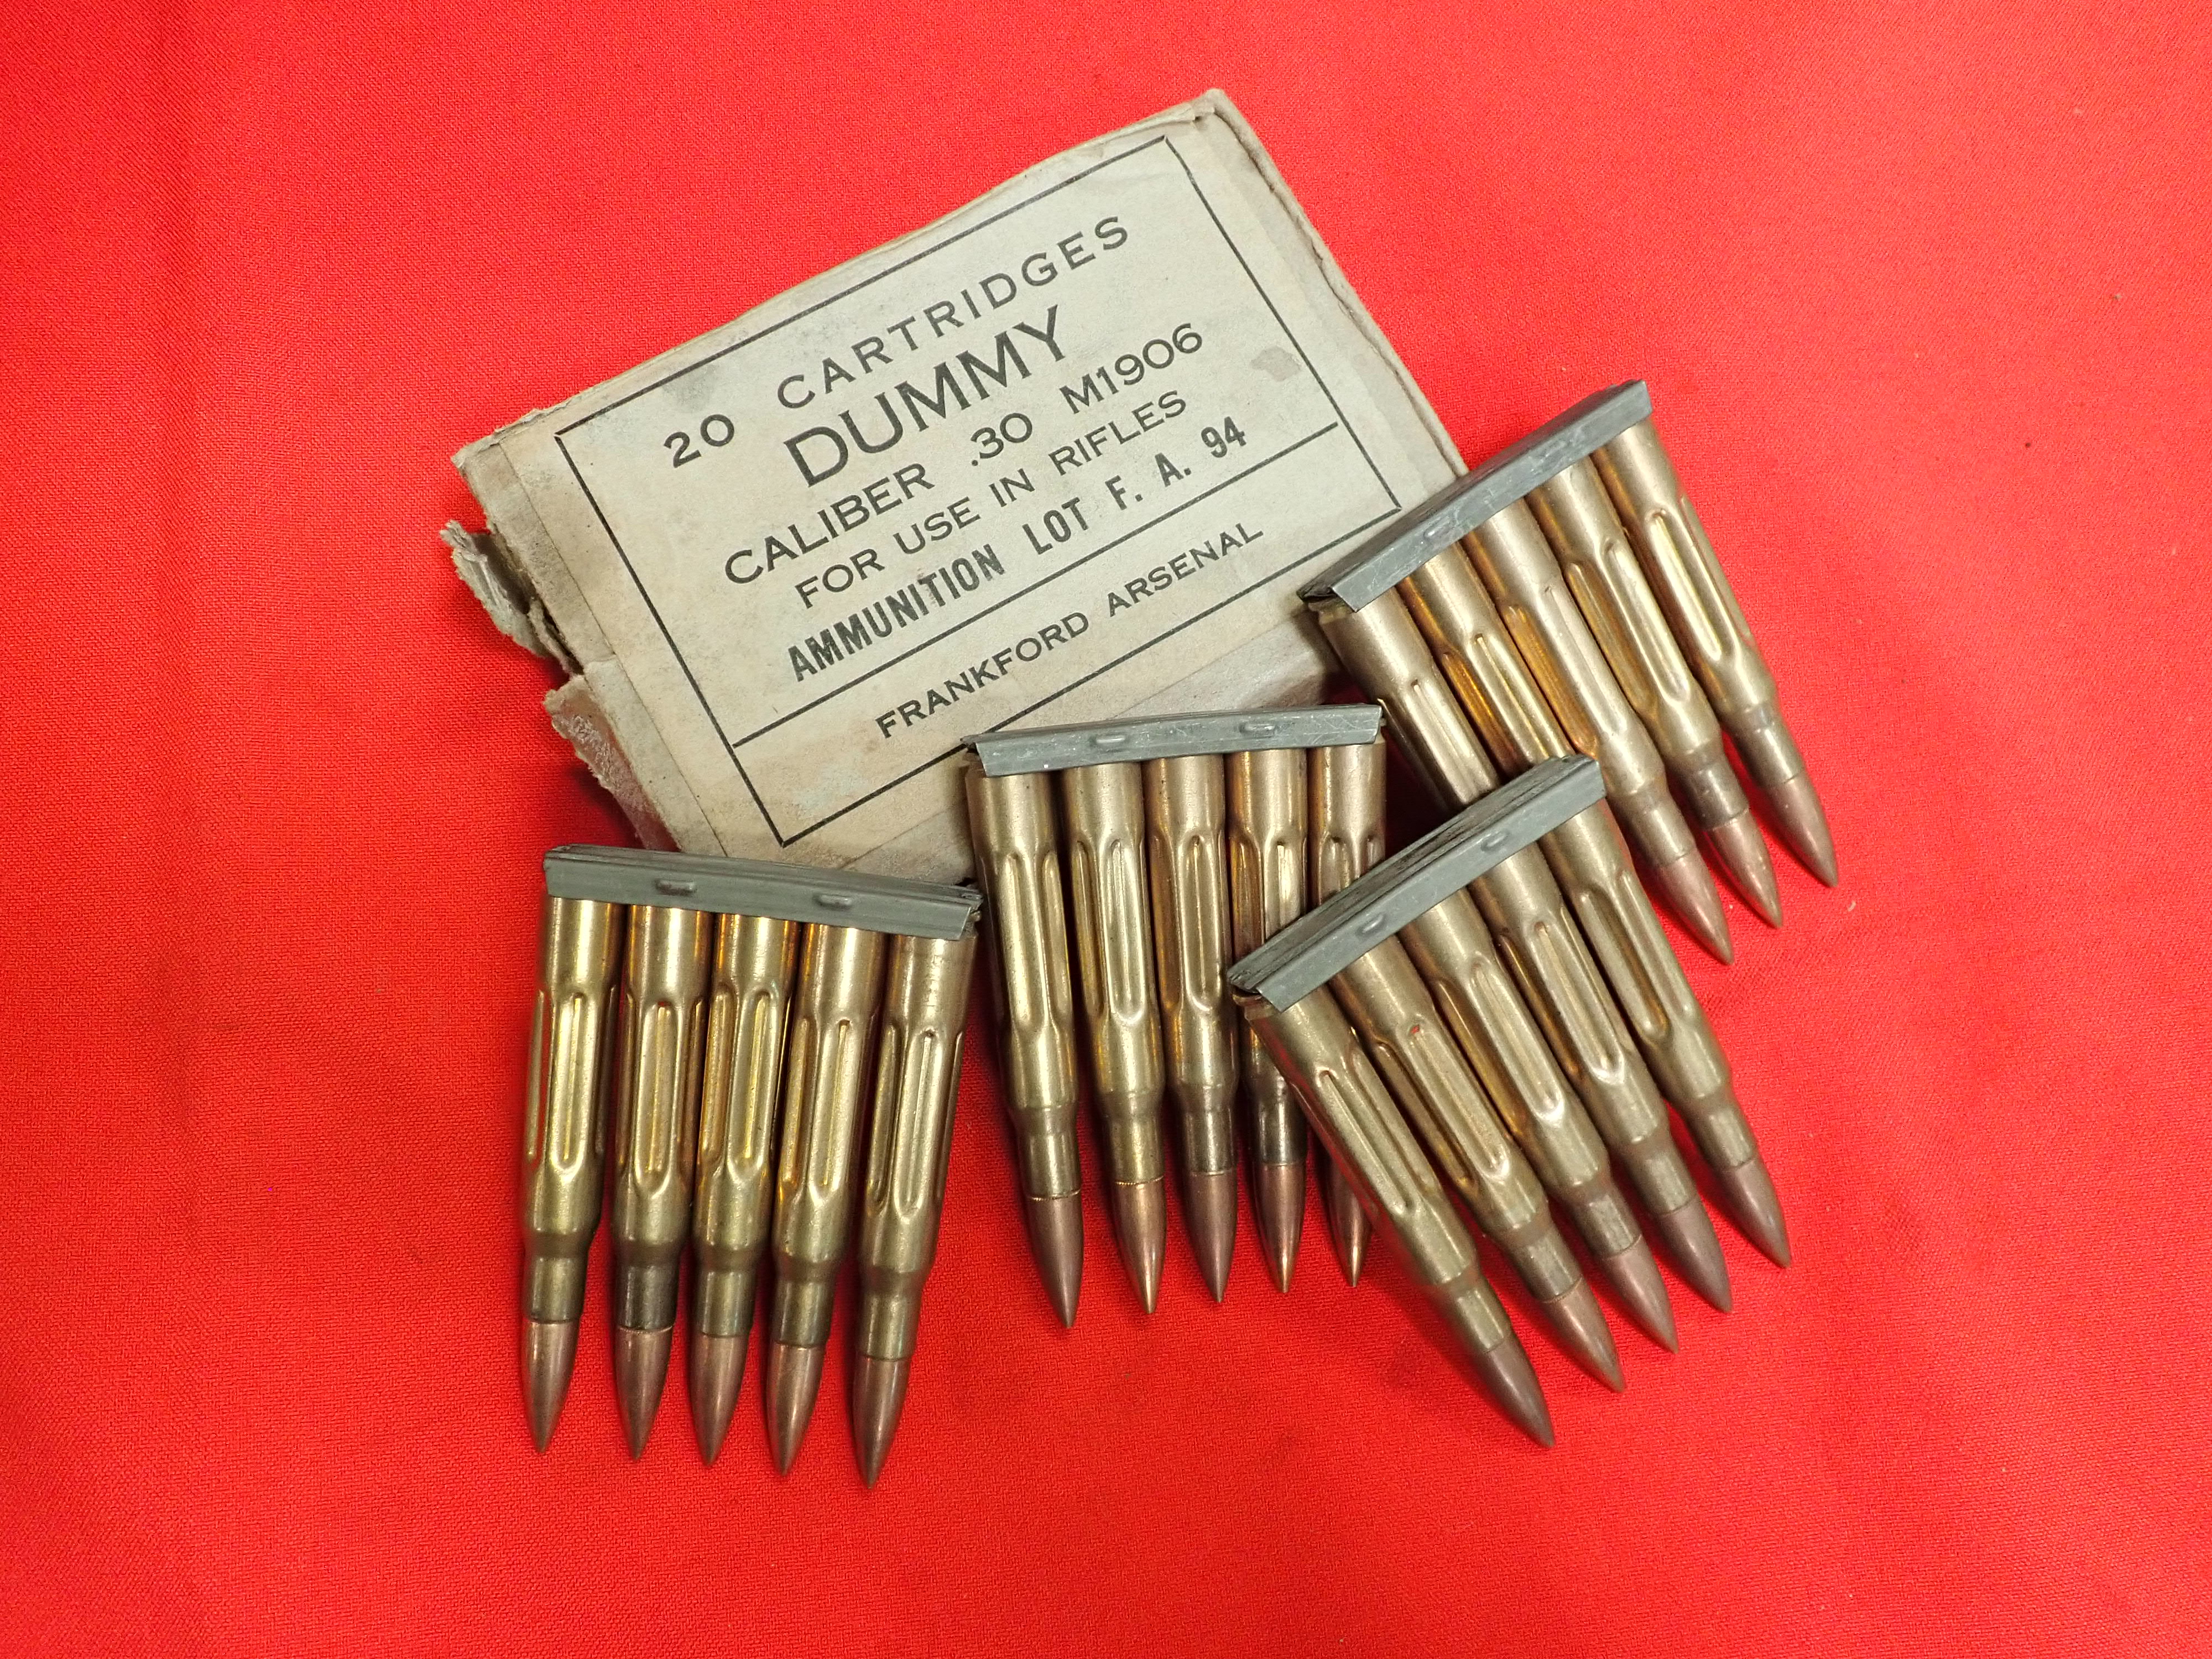 20 CARTRIDGES
DUMMY
CALIBER .30 M1906
FOR USE IN RIFLES
AMMUNITION LOT F. A. 94
FRANKFORD ARSENAL